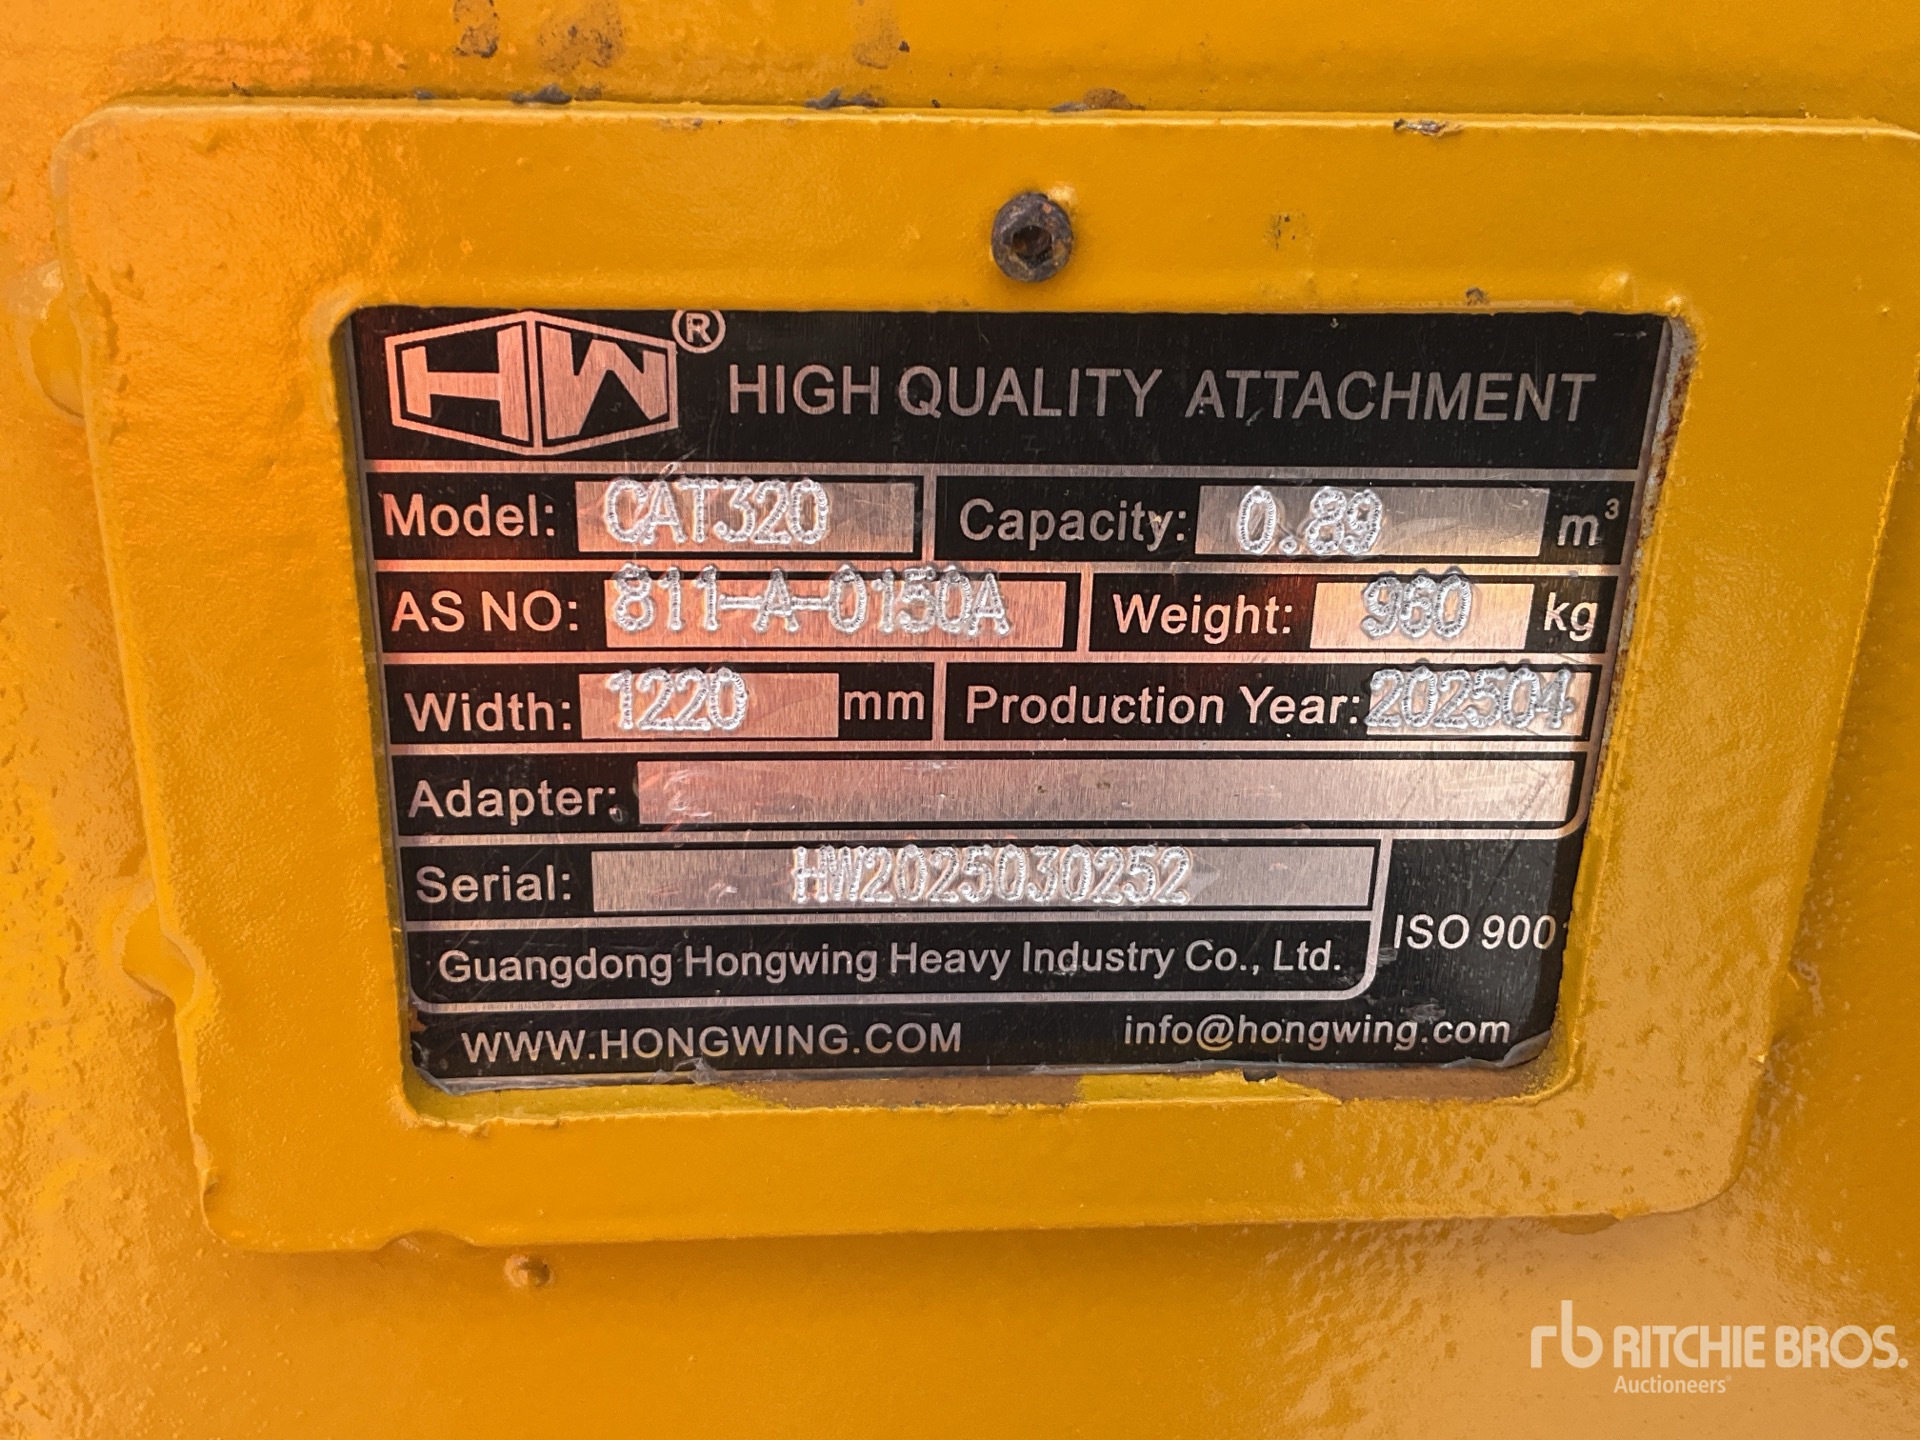 HW® HIGH QUALITY ATTACHMENT
Model: CAT320 Capacity: 0.89 m³
AS NO: 811-A-0150A Weight: 960 kg
Width: 1220 mm Production Year: 202504
Adapter:
Serial: HW2025030252
ISO 9001
Guangdong Hongwing Heavy Industry Co., Ltd.
WWW.HONGWING.COM info@hongwing.com
rb RITCHIE BROS.
Auctioneers